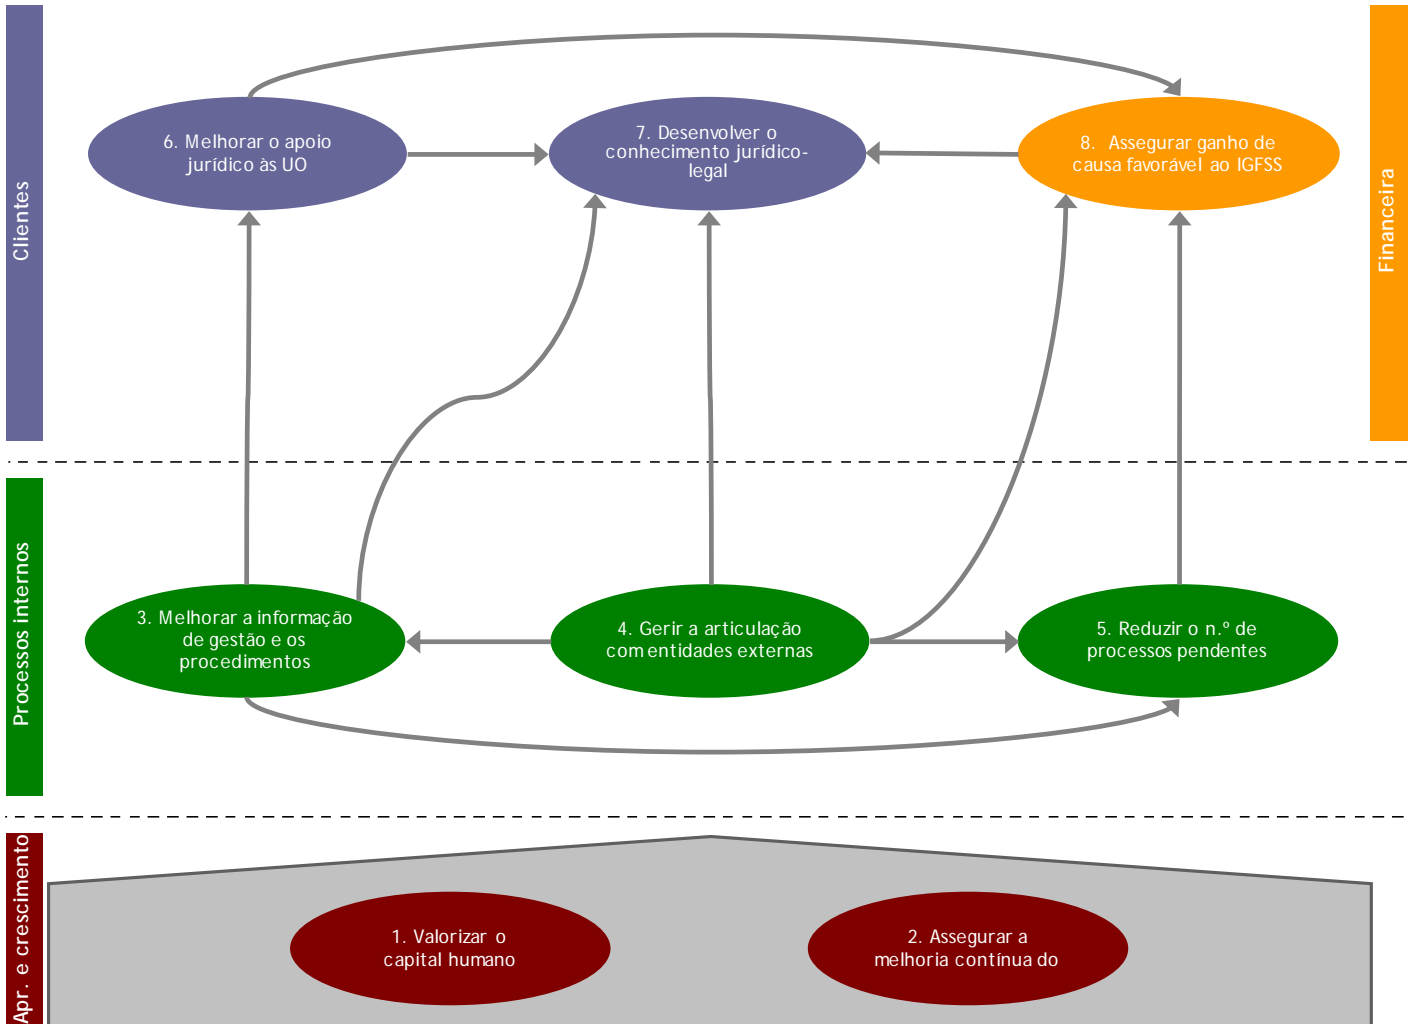 Clientes
Financeira
6. Melhorar o apoio
jurídico às UO
7. Desenvolver o
conhecimento jurídico-
legal
8. Assegurar ganho de
causa favorável ao IGFSS
Processos internos
3. Melhorar a informação
de gestão e os
procedimentos
4. Gerir a articulação
com entidades externas
5. Reduzir o n.º de
processos pendentes
Apr. e crescimento
1. Valorizar o
capital humano
2. Assegurar a
melhoria contínua do